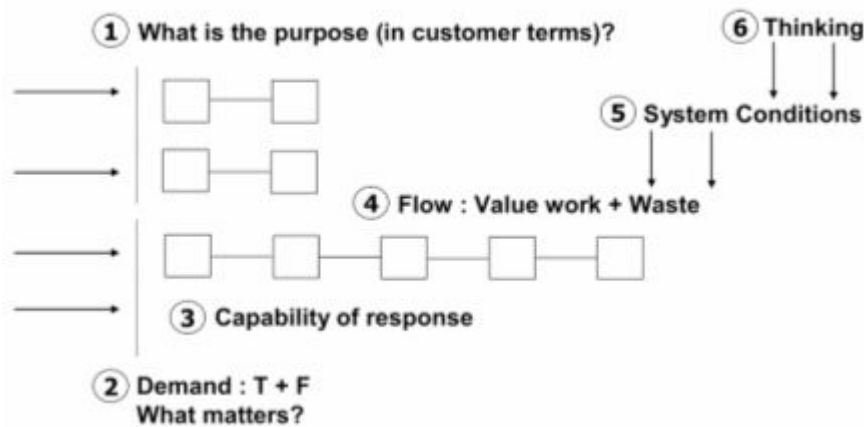 ① What is the purpose (in customer terms)?
⑥ Thinking
⑤ System Conditions
④ Flow : Value work + Waste
③ Capability of response
② Demand : T + F
What matters?